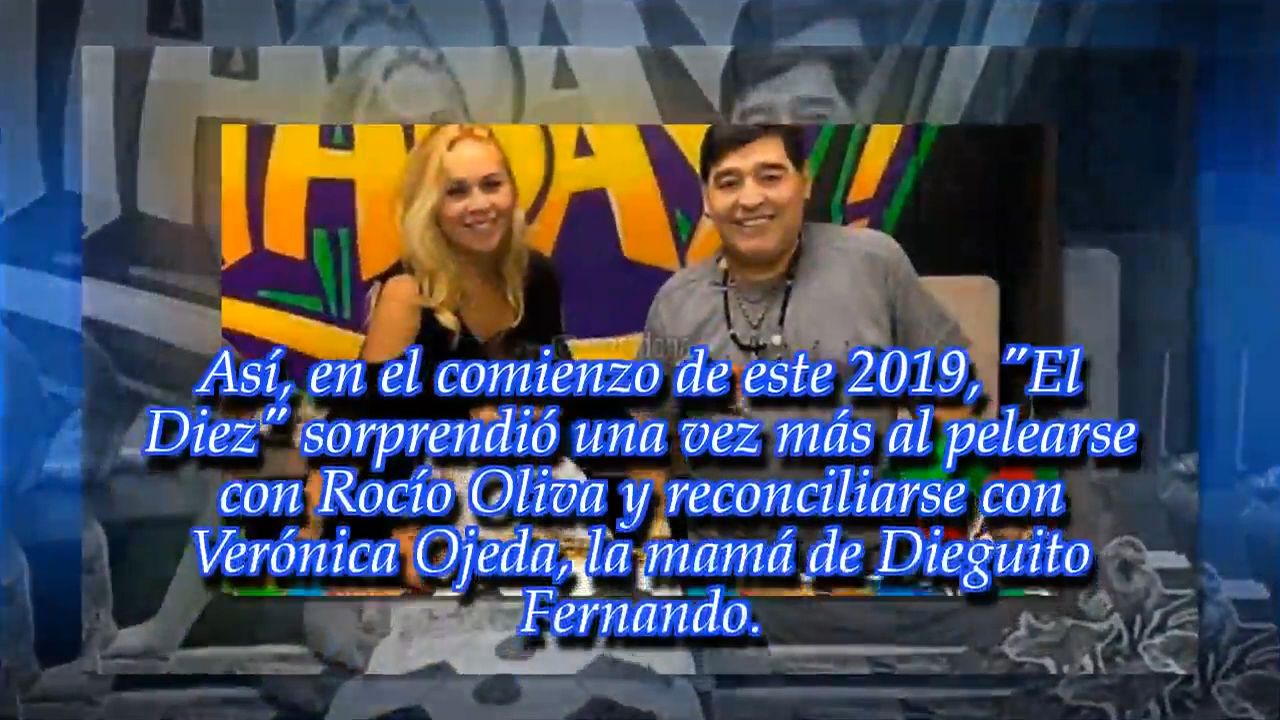 Así, en el comienzo de este 2019, "El
Diez" sorprendió una vez más al pelearse
con Rocío Oliva y reconciliarse con
Verónica Ojeda, la mamá de Dieguito
Fernando.